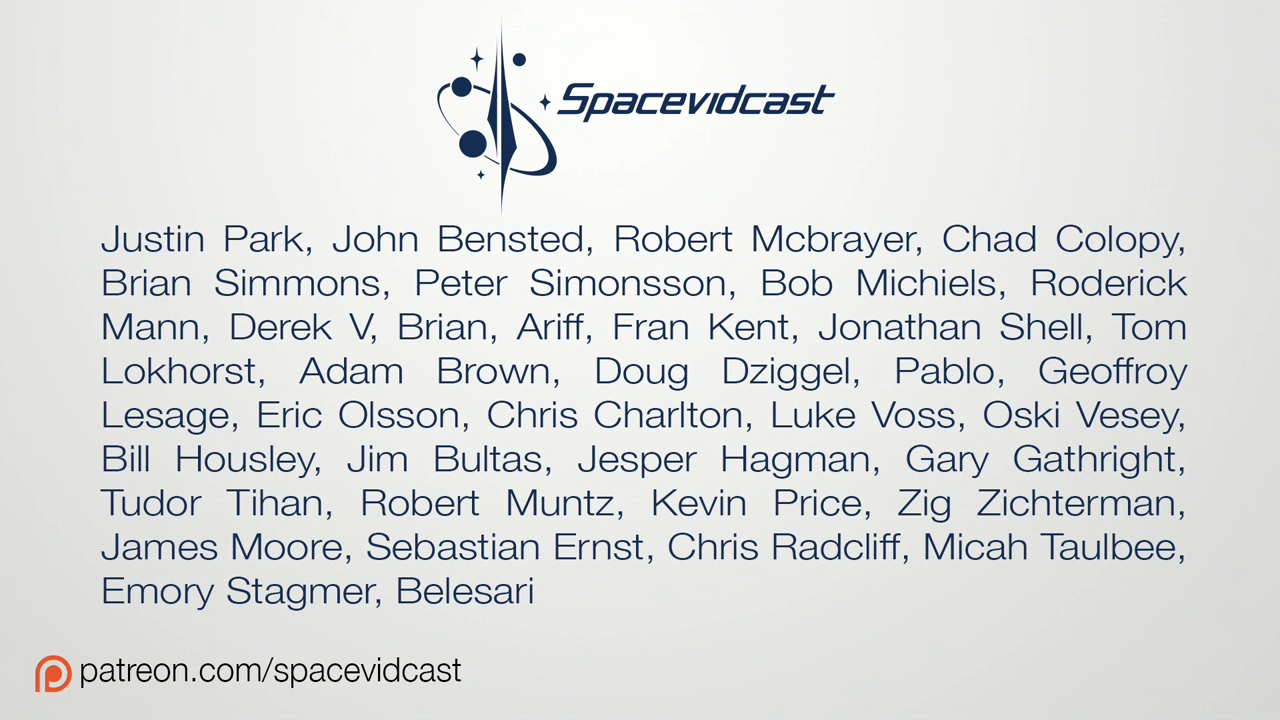 Spacevidcast
Justin Park, John Bensted, Robert Mcbrayer, Chad Colopy,
Brian Simmons, Peter Simonsson, Bob Michiels, Roderick
Mann, Derek V, Brian, Ariff, Fran Kent, Jonathan Shell, Tom
Lokhorst, Adam Brown, Doug Dziggel, Pablo, Geoffroy
Lesage, Eric Olsson, Chris Charlton, Luke Voss, Oski Vesey,
Bill Housley, Jim Bultas, Jesper Hagman, Gary Gathright,
Tudor Tihan, Robert Muntz, Kevin Price, Zig Zichterman,
James Moore, Sebastian Ernst, Chris Radcliff, Micah Taulbee,
Emory Stagmer, Belesari
patreon.com/spacevidcast